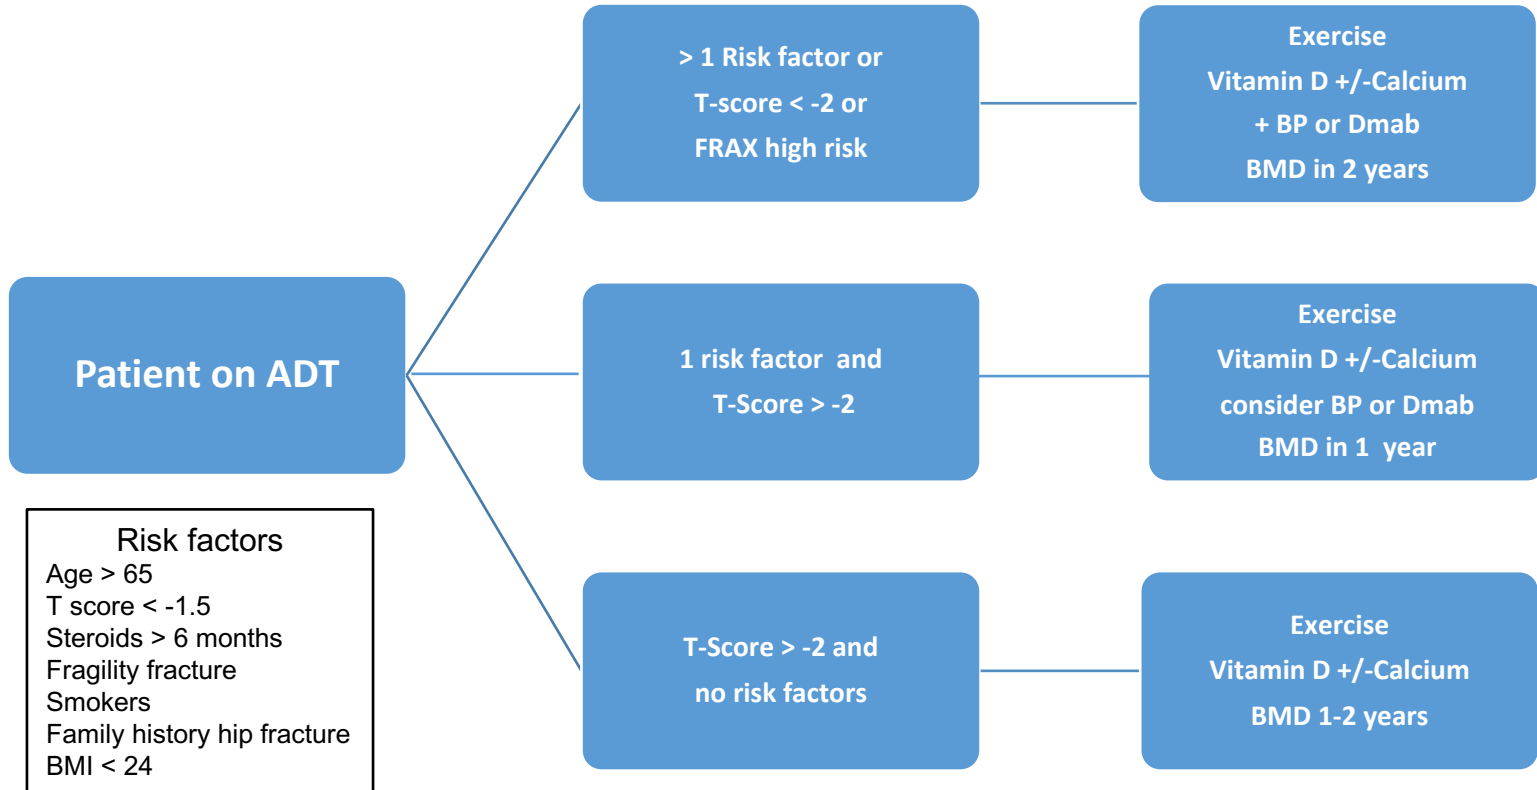 Patient on ADT
Risk factors
Age > 65
T score < -1.5
Steroids > 6 months
Fragility fracture
Smokers
Family history hip fracture
BMI < 24
> 1 Risk factor or
T-score < -2 or
FRAX high risk
Exercise
Vitamin D +/-Calcium
+ BP or Dmab
BMD in 2 years
1 risk factor  and
T-Score > -2
Exercise
Vitamin D +/-Calcium
consider BP or Dmab
BMD in 1  year
T-Score > -2 and
no risk factors
Exercise
Vitamin D +/-Calcium
BMD 1-2 years